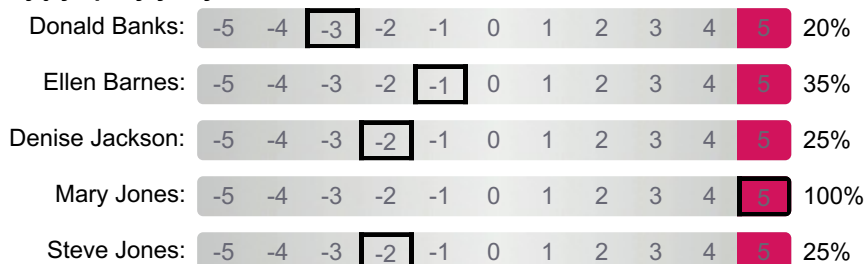 Donald Banks: -5 -4 -3 -2 -1 0 1 2 3 4 5 20%
Ellen Barnes: -5 -4 -3 -2 -1 0 1 2 3 4 5 35%
Denise Jackson: -5 -4 -3 -2 -1 0 1 2 3 4 5 25%
Mary Jones: -5 -4 -3 -2 -1 0 1 2 3 4 5 100%
Steve Jones: -5 -4 -3 -2 -1 0 1 2 3 4 5 25%